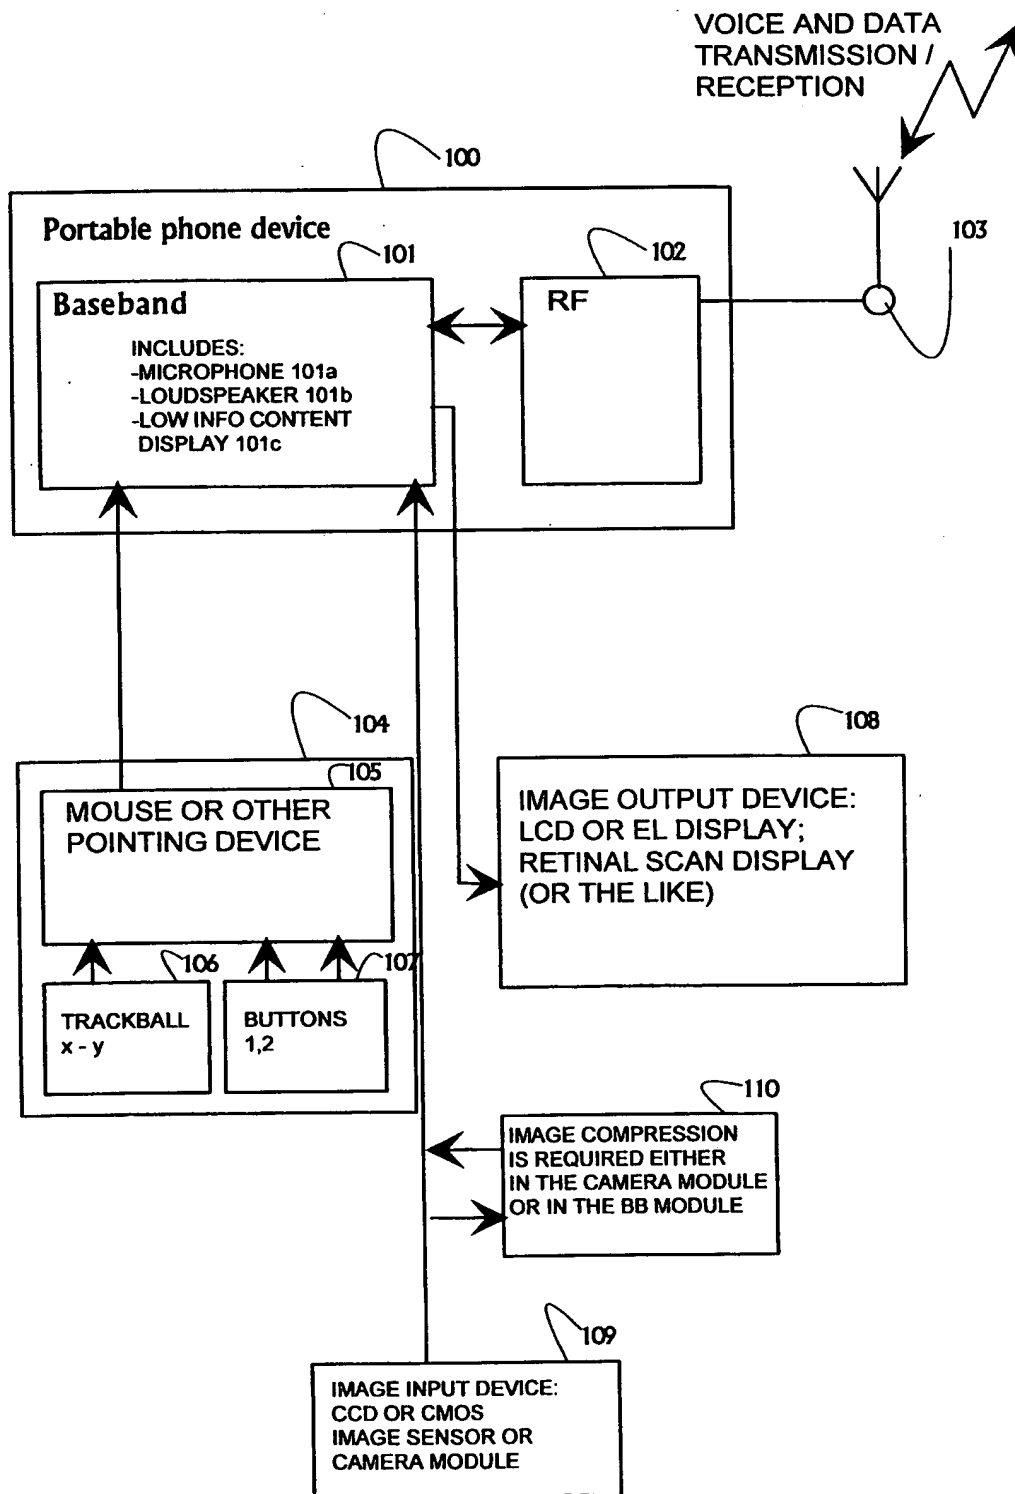 VOICE AND DATA
TRANSMISSION /
RECEPTION
100
Portable phone device
101
102
103
Baseband
RF
INCLUDES:
-MICROPHONE 101a
-LOUDSPEAKER 101b
-LOW INFO CONTENT
DISPLAY 101c
104
108
105
MOUSE OR OTHER
POINTING DEVICE
IMAGE OUTPUT DEVICE:
LCD OR EL DISPLAY;
RETINAL SCAN DISPLAY
(OR THE LIKE)
106
107
TRACKBALL
x - y
BUTTONS
1,2
110
IMAGE COMPRESSION
IS REQUIRED EITHER
IN THE CAMERA MODULE
OR IN THE BB MODULE
109
IMAGE INPUT DEVICE:
CCD OR CMOS
IMAGE SENSOR OR
CAMERA MODULE